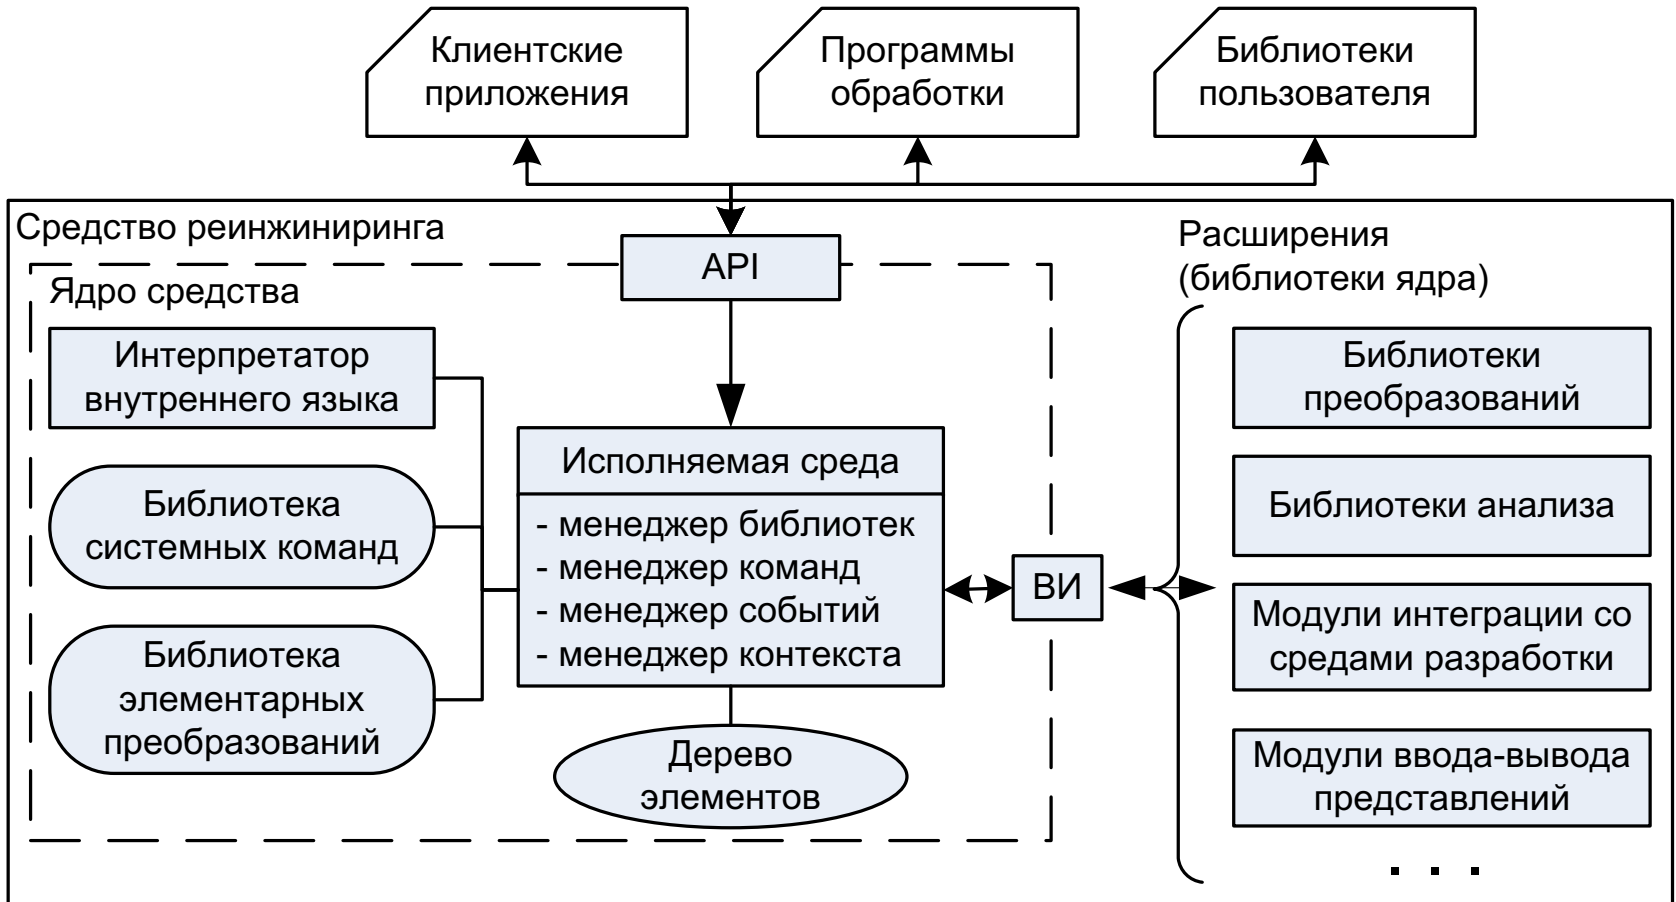 Клиентские
приложения
Программы
обработки
Библиотеки
пользователя
Средство реинжиниринга
API
Расширения
(библиотеки ядра)
Ядро средства
Интерпретатор
внутреннего языка
Библиотека
системных команд
Библиотека
элементарных
преобразований
Исполняемая среда
- менеджер библиотек
- менеджер команд
- менеджер событий
- менеджер контекста
Дерево
элементов
ВИ
Библиотеки
преобразований
Библиотеки анализа
Модули интеграции со
средами разработки
Модули ввода-вывода
представлений
. . .